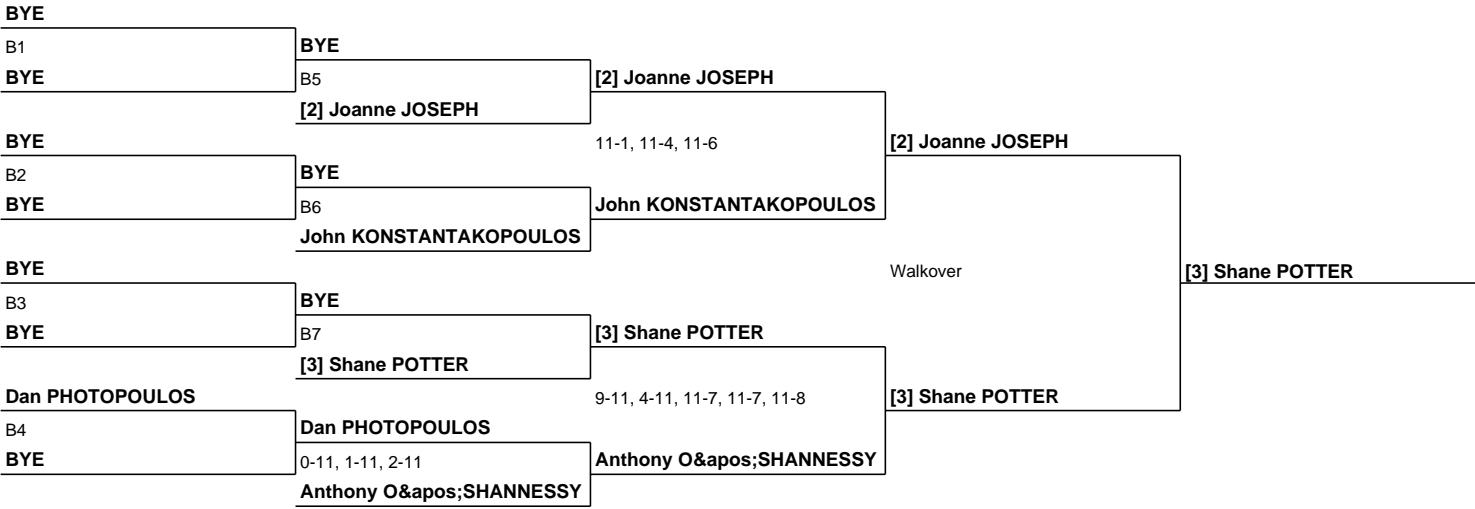 BYE
B1
BYE
BYE
B5
[2] Joanne JOSEPH
[2] Joanne JOSEPH
BYE
11-1, 11-4, 11-6
[2] Joanne JOSEPH
B2
BYE
BYE
B6
John KONSTANTAKOPOULOS
John KONSTANTAKOPOULOS
BYE
Walkover
[3] Shane POTTER
B3
BYE
BYE
B7
[3] Shane POTTER
[3] Shane POTTER
Dan PHOTOPOULOS
9-11, 4-11, 11-7, 11-7, 11-8
[3] Shane POTTER
B4
Dan PHOTOPOULOS
BYE
0-11, 1-11, 2-11
Anthony O&apos;SHANNESSY
Anthony O&apos;SHANNESSY